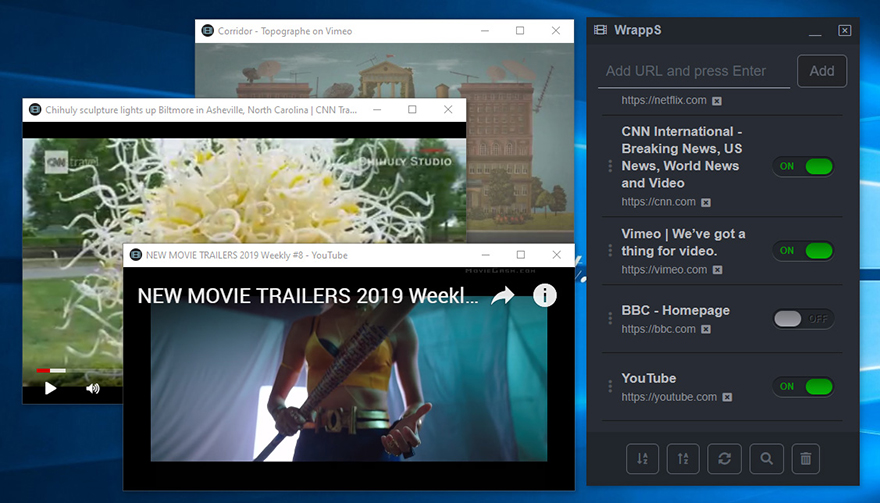 Corridor - Topographe on Vimeo
Chihuly sculpture lights up Biltmore in Asheville, North Carolina | CNN Tra...
CNN travel
CHIHULY STUDIO
NEW MOVIE TRAILERS 2019 Weekly #8 - YouTube
MOVIEGASM.COM
NEW MOVIE TRAILERS 2019 Weekl...
WrappS
Add URL and press Enter
Add
https://netflix.com
CNN International -
Breaking News, US
News, World News
and Video
https://cnn.com
ON
Vimeo | We've got a
thing for video.
https://vimeo.com
ON
BBC - Homepage
https://bbc.com
OFF
YouTube
https://youtube.com
ON